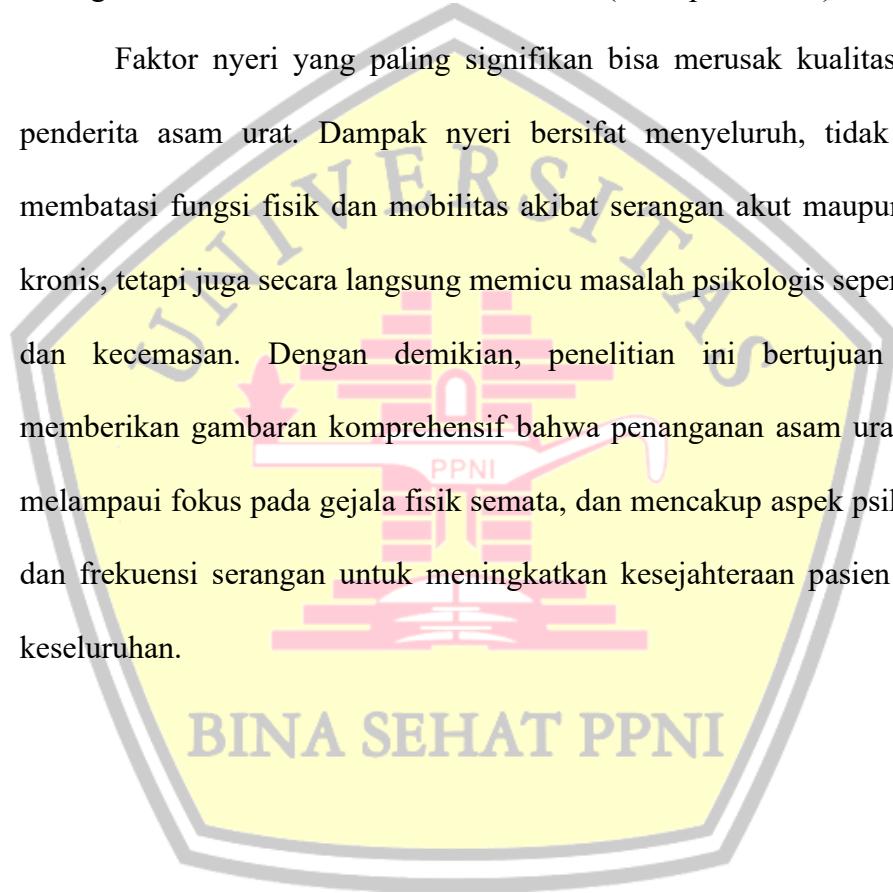 Faktor nyeri yang paling signifikan bisa merusak kualitas
penderita asam urat. Dampak nyeri bersifat menyeluruh, tidak
membatasi fungsi fisik dan mobilitas akibat serangan akut maupun
kronis, tetapi juga secara langsung memicu masalah psikologis
dan kecemasan. Dengan demikian, penelitian ini bertujuan
memberikan gambaran komprehensif bahwa penanganan asam
melampaui fokus pada gejala fisik semata, dan mencakup aspek
dan frekuensi serangan untuk meningkatkan kesejahteraan pasien
keseluruhan.
UNIVERSITAS
PPNI
BINA SEHAT PPNI